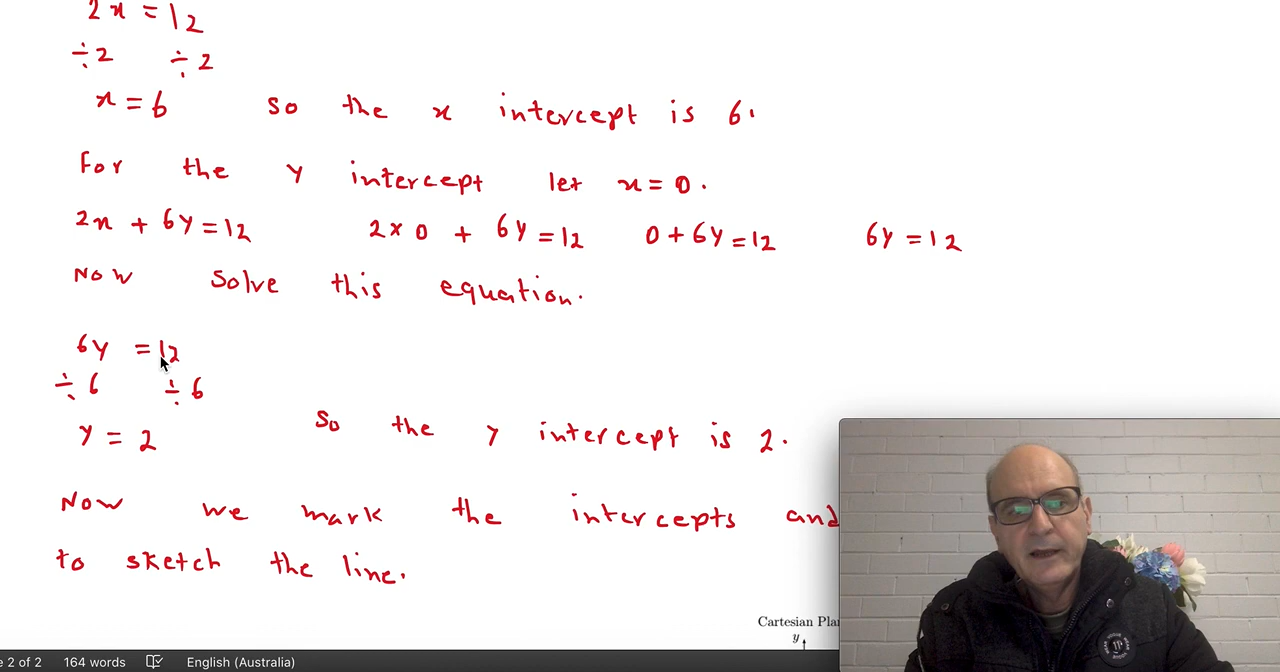 2x = 12
÷2 ÷2
x = 6 so the x intercept is 6.
For the y intercept let x = 0.
2x + 6y = 12 2 × 0 + 6y = 12 0 + 6y = 12 6y = 12
Now solve this equation.
6y = 12
÷6 ÷6
y = 2 So the y intercept is 2.
Now we mark the intercepts and
to sketch the line.
Cartesian Pla
y
2 of 2 164 words English (Australia)